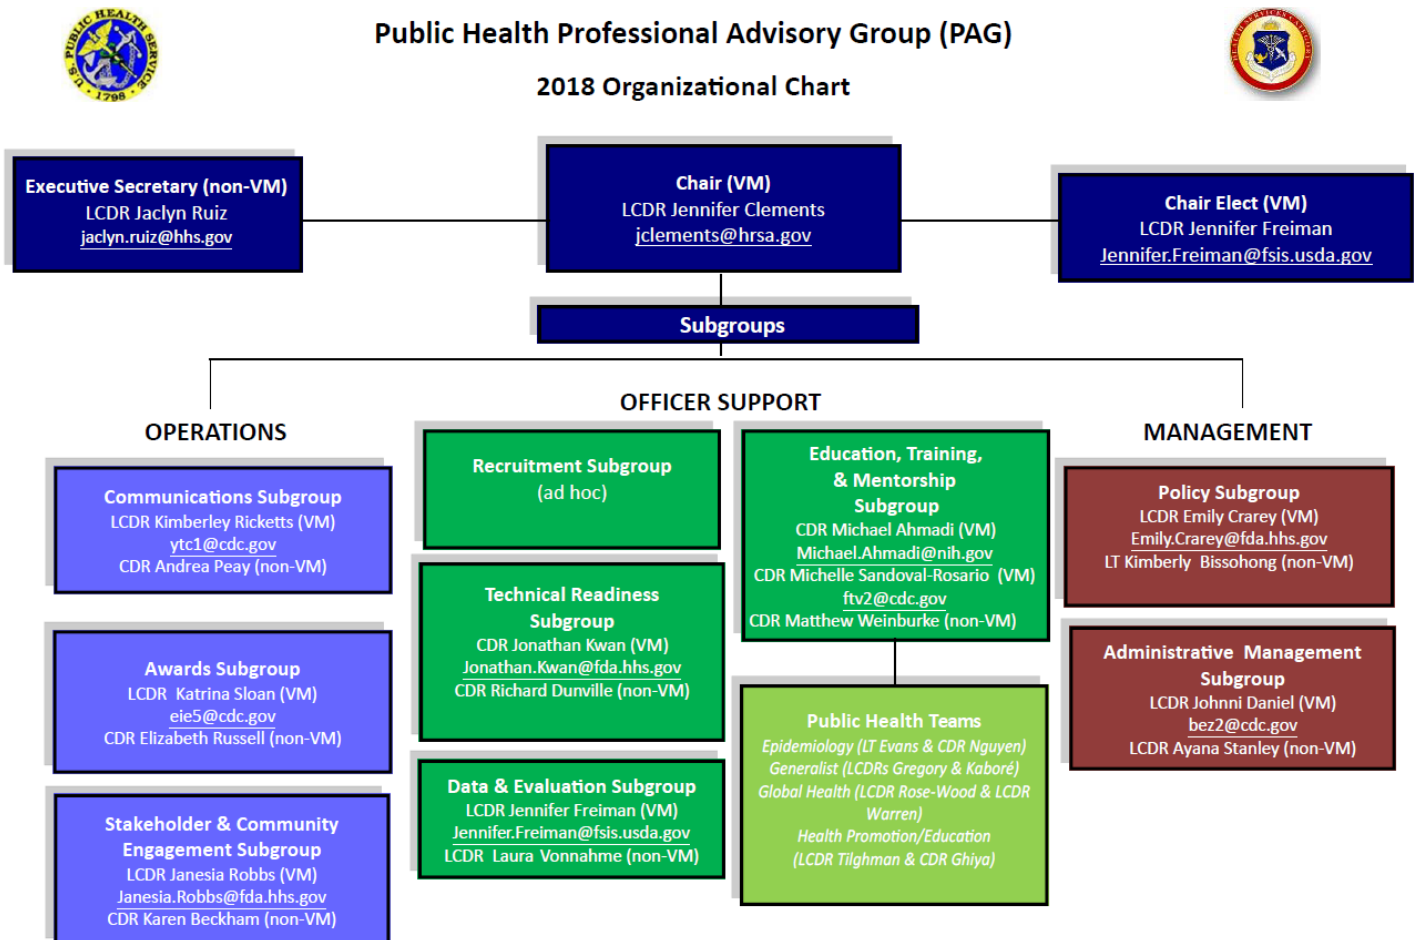 U.S. PUBLIC HEALTH SERVICE
1798
Public Health Professional Advisory Group (PAG)
2018 Organizational Chart
HEALTH SERVICES CATEGORY
Executive Secretary (non-VM)
LCDR Jaclyn Ruiz
jaclyn.ruiz@hhs.gov
Chair (VM)
LCDR Jennifer Clements
jclements@hrsa.gov
Chair Elect (VM)
LCDR Jennifer Freiman
Jennifer.Freiman@fsis.usda.gov
Subgroups
OPERATIONS
Communications Subgroup
LCDR Kimberley Ricketts (VM)
ytc1@cdc.gov
CDR Andrea Peay (non-VM)
Awards Subgroup
LCDR Katrina Sloan (VM)
eie5@cdc.gov
CDR Elizabeth Russell (non-VM)
Stakeholder & Community
Engagement Subgroup
LCDR Janesia Robbs (VM)
Janesia.Robbs@fda.hhs.gov
CDR Karen Beckham (non-VM)
OFFICER SUPPORT
Recruitment Subgroup
(ad hoc)
Technical Readiness
Subgroup
CDR Jonathan Kwan (VM)
Jonathan.Kwan@fda.hhs.gov
CDR Richard Dunville (non-VM)
Data & Evaluation Subgroup
LCDR Jennifer Freiman (VM)
Jennifer.Freiman@fsis.usda.gov
LCDR Laura Vonnahme (non-VM)
Education, Training,
& Mentorship
Subgroup
CDR Michael Ahmadi (VM)
Michael.Ahmadi@nih.gov
CDR Michelle Sandoval-Rosario (VM)
ftv2@cdc.gov
CDR Matthew Weinburke (non-VM)
Public Health Teams
Epidemiology (LT Evans & CDR Nguyen)
Generalist (LCDRs Gregory & Kaboré)
Global Health (LCDR Rose-Wood & LCDR
Warren)
Health Promotion/Education
(LCDR Tilghman & CDR Ghiya)
MANAGEMENT
Policy Subgroup
LCDR Emily Crarey (VM)
Emily.Crarey@fda.hhs.gov
LT Kimberly Bissohong (non-VM)
Administrative Management
Subgroup
LCDR Johnni Daniel (VM)
bez2@cdc.gov
LCDR Ayana Stanley (non-VM)